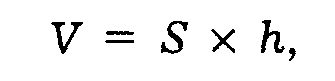 V = S × h,